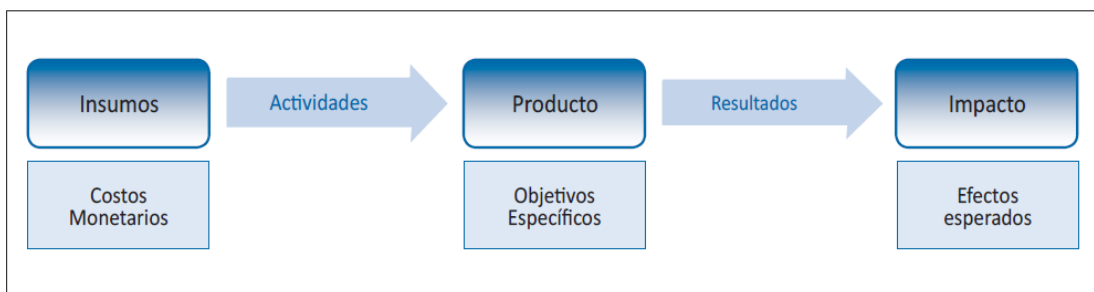 Insumos
Actividades
Producto
Resultados
Impacto
Costos
Monetarios
Objetivos
Específicos
Efectos
esperados